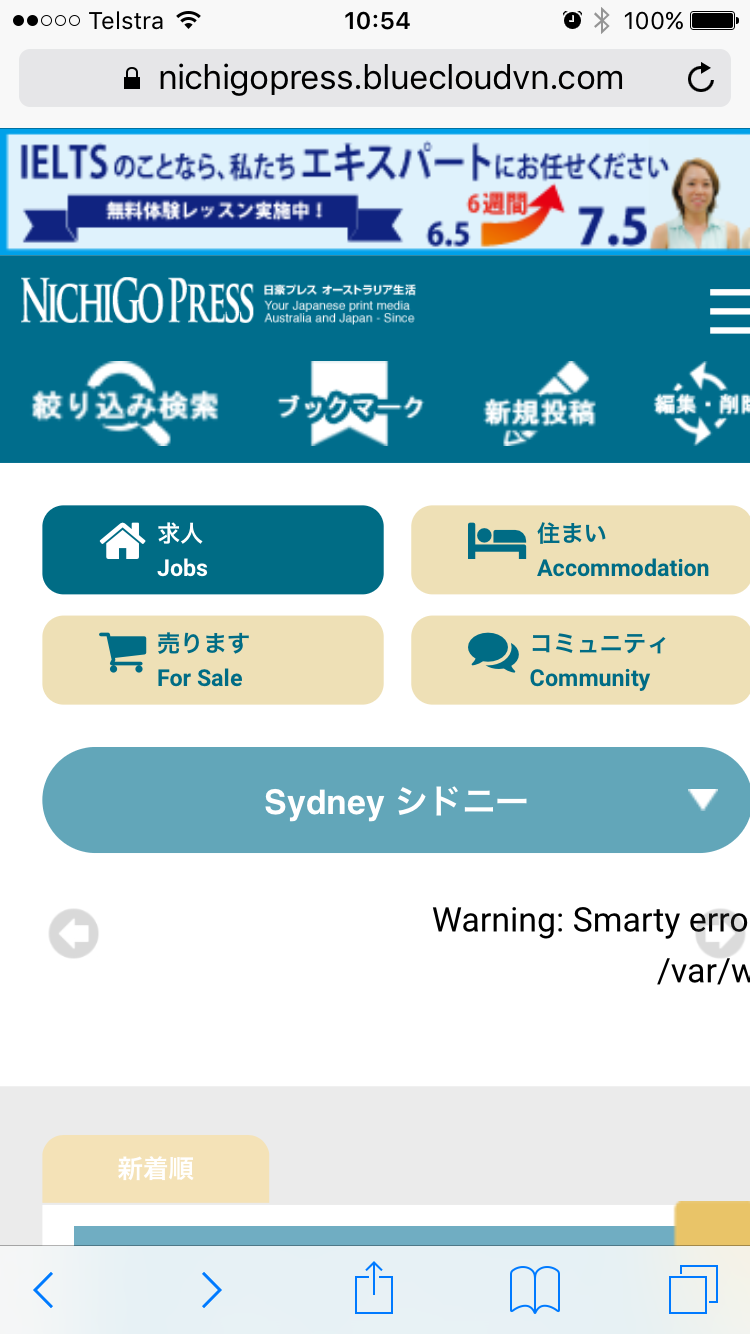 Telstra 10:54 100%
nichigopress.bluecloudvn.com
IELTSのことなら、私たちエキスパートにお任せください
無料体験レッスン実施中！
6.5 6週間 7.5
NICHIGO PRESS 日豪プレス オーストラリア生活
Your Japanese print media
Australia and Japan - Since
絞り込み検索 ブックマーク 新規投稿 編集・削除
求人
Jobs
住まい
Accommodation
売ります
For Sale
コミュニティ
Community
Sydney シドニー
Warning: Smarty erro
/var/w
新着順